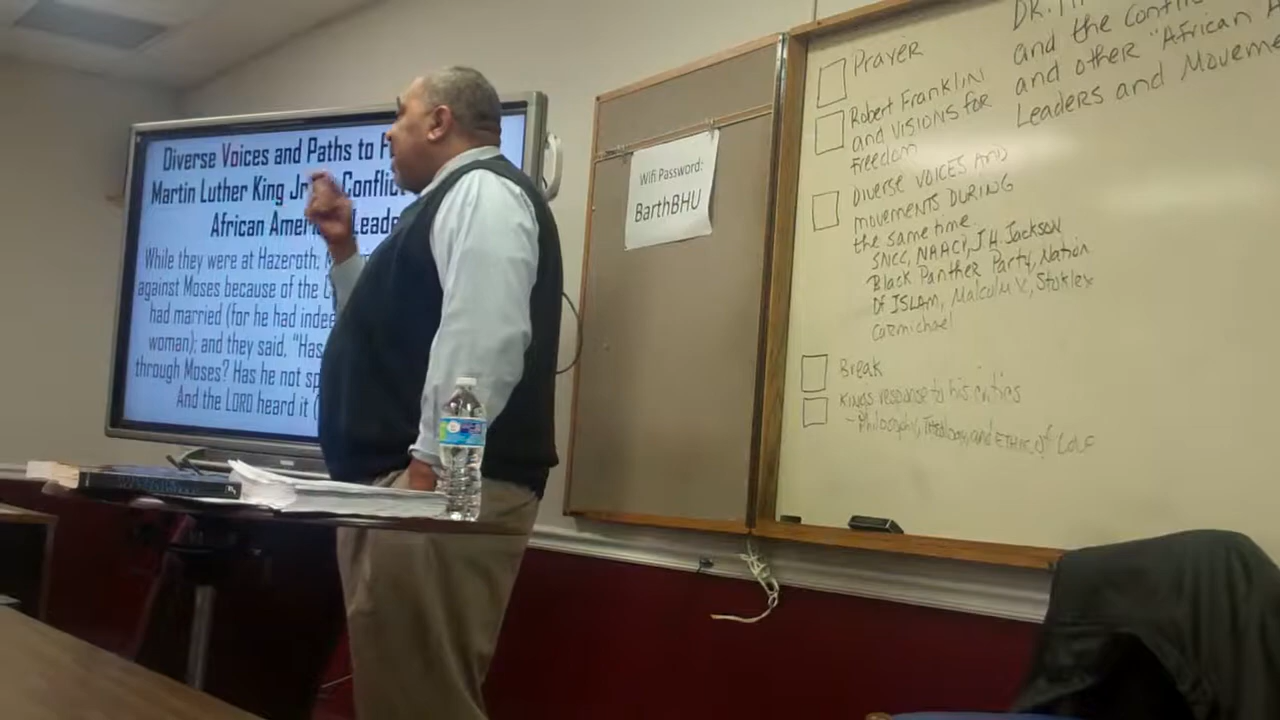 Diverse Voices and Paths to F
Martin Luther King Jr Conflic
African Amer Leade
While they were at Hazeroth,
against Moses because of the C
had married (for he had indee
woman); and they said, "Has
through Moses? Has he not sp
And the LORD heard it (
Wifi Password:
BarthBHU
DR.
and the Conflic
and other "African A
Leaders and Moveme
Prayer
Robert Franklin
and VISIONS for
freedom
DIVERSE VOICES AND
MOVEMENTS DURING
the same time.
SNCC, NAACP, J.H. Jackson
Black Panther Party, Nation
Of ISLAM, Malcolm X, Stokley
Carmichael
Break
Kings response to his critics
- Philosophy, Theology, and ETHIC of LOVE